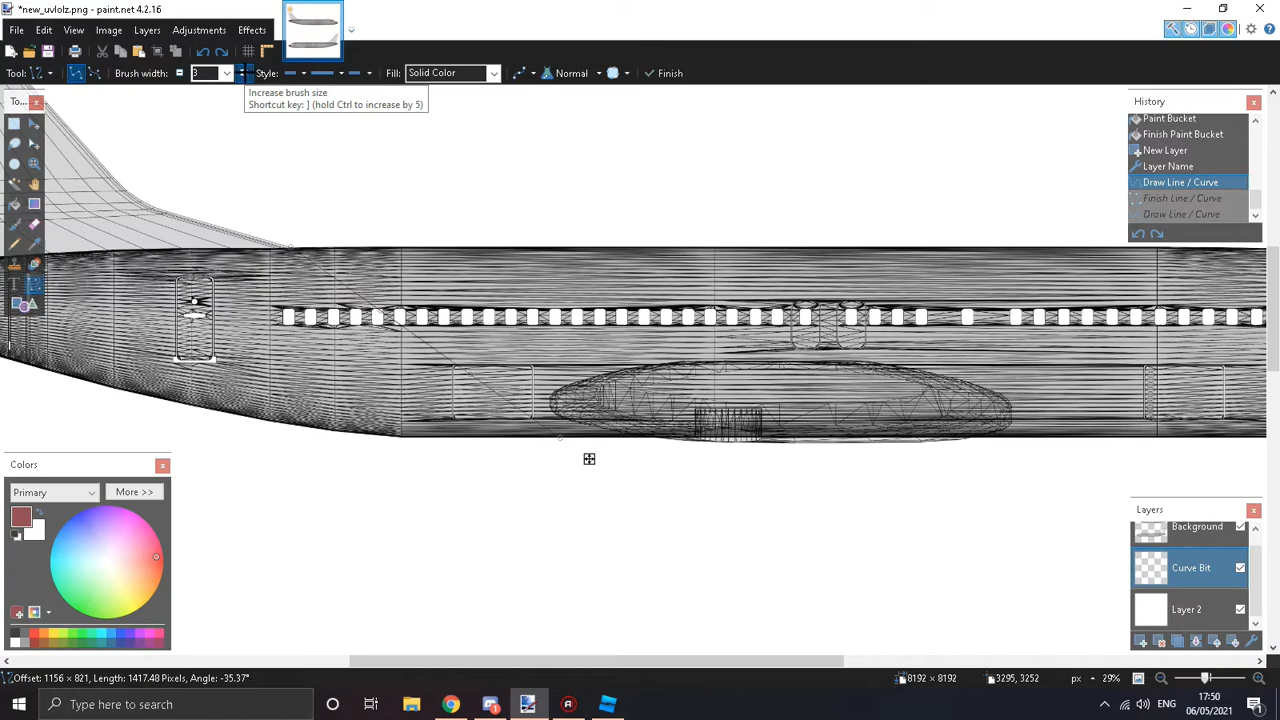 *new_uvlolz.png - paint.net 4.2.16
File Edit View Image Layers Adjustments Effects
Tool: Brush width: 3 Style: Fill: Solid Color Normal Finish
Increase brush size
Shortcut key: ] (hold Ctrl to increase by 5)
To...
History
Paint Bucket
Finish Paint Bucket
New Layer
Layer Name
Draw Line / Curve
Finish Line / Curve
Draw Line / Curve
Colors
Primary
More >>
Layers
Background
Curve Bit
Layer 2
Offset: 1156 x 821, Length: 1417.48 Pixels, Angle: -35.37°
8192 × 8192
3295, 3252
px
29%
Type here to search
ENG
17:50
06/05/2021